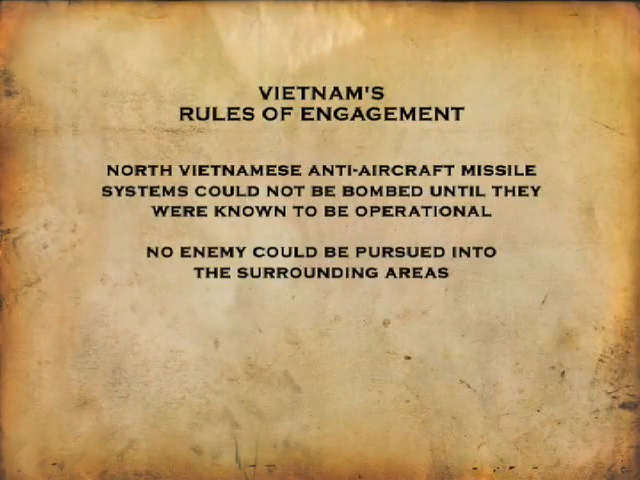 VIETNAM'S
RULES OF ENGAGEMENT
NORTH VIETNAMESE ANTI-AIRCRAFT MISSILE
SYSTEMS COULD NOT BE BOMBED UNTIL THEY
WERE KNOWN TO BE OPERATIONAL
NO ENEMY COULD BE PURSUED INTO
THE SURROUNDING AREAS